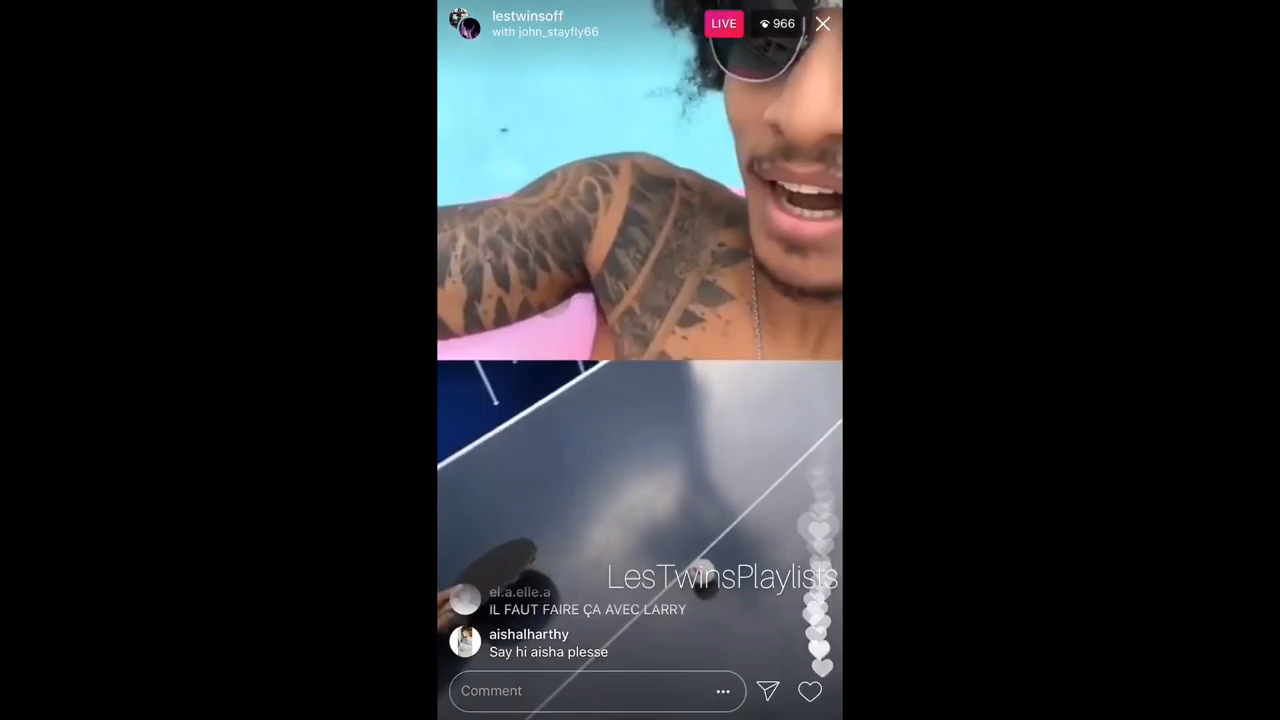 lestwinsoff
with john_stayfly66
LIVE
966
LesTwinsPlaylists
el.a.elle.a
IL FAUT FAIRE ÇA AVEC LARRY
aishalharthy
Say hi aisha plesse
Comment